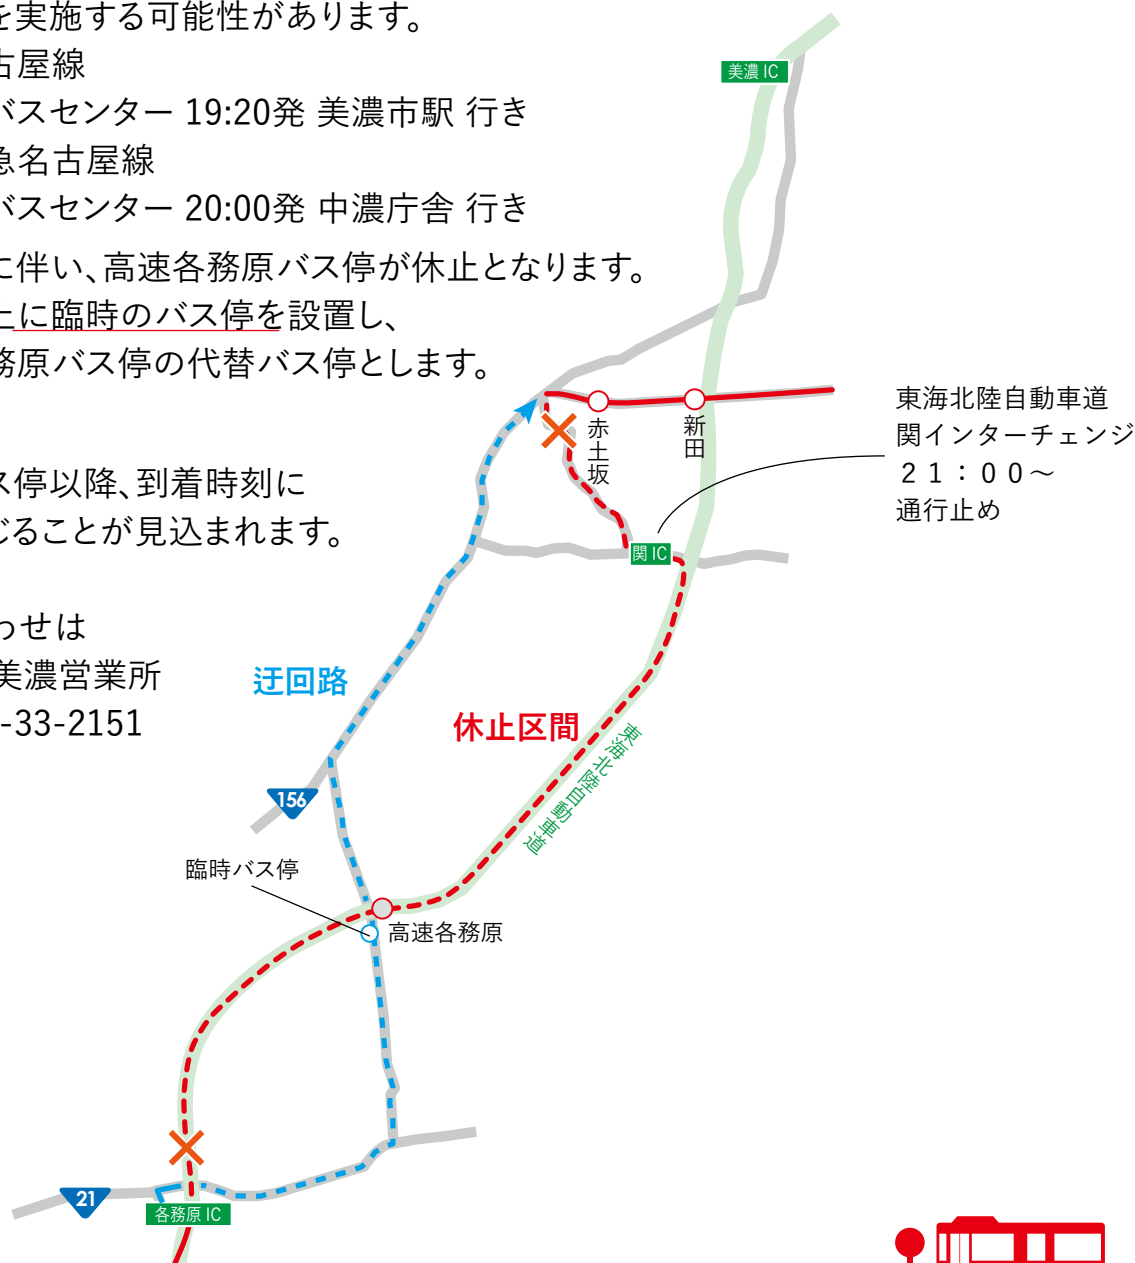 を実施する可能性があります。
古屋線
バスセンター 19:20発 美濃市駅 行き
急名古屋線
バスセンター 20:00発 中濃庁舎 行き
に伴い、高速各務原バス停が休止となります。
上に臨時のバス停を設置し、
務原バス停の代替バス停とします。
ス停以降、到着時刻に
じることが見込まれます。
わせは
美濃営業所
-33-2151
美濃 IC
赤土坂
新田
東海北陸自動車道
関インターチェンジ
21:00～
通行止め
関 IC
迂回路
休止区間
東海北陸自動車道
156
臨時バス停
高速各務原
21
各務原 IC